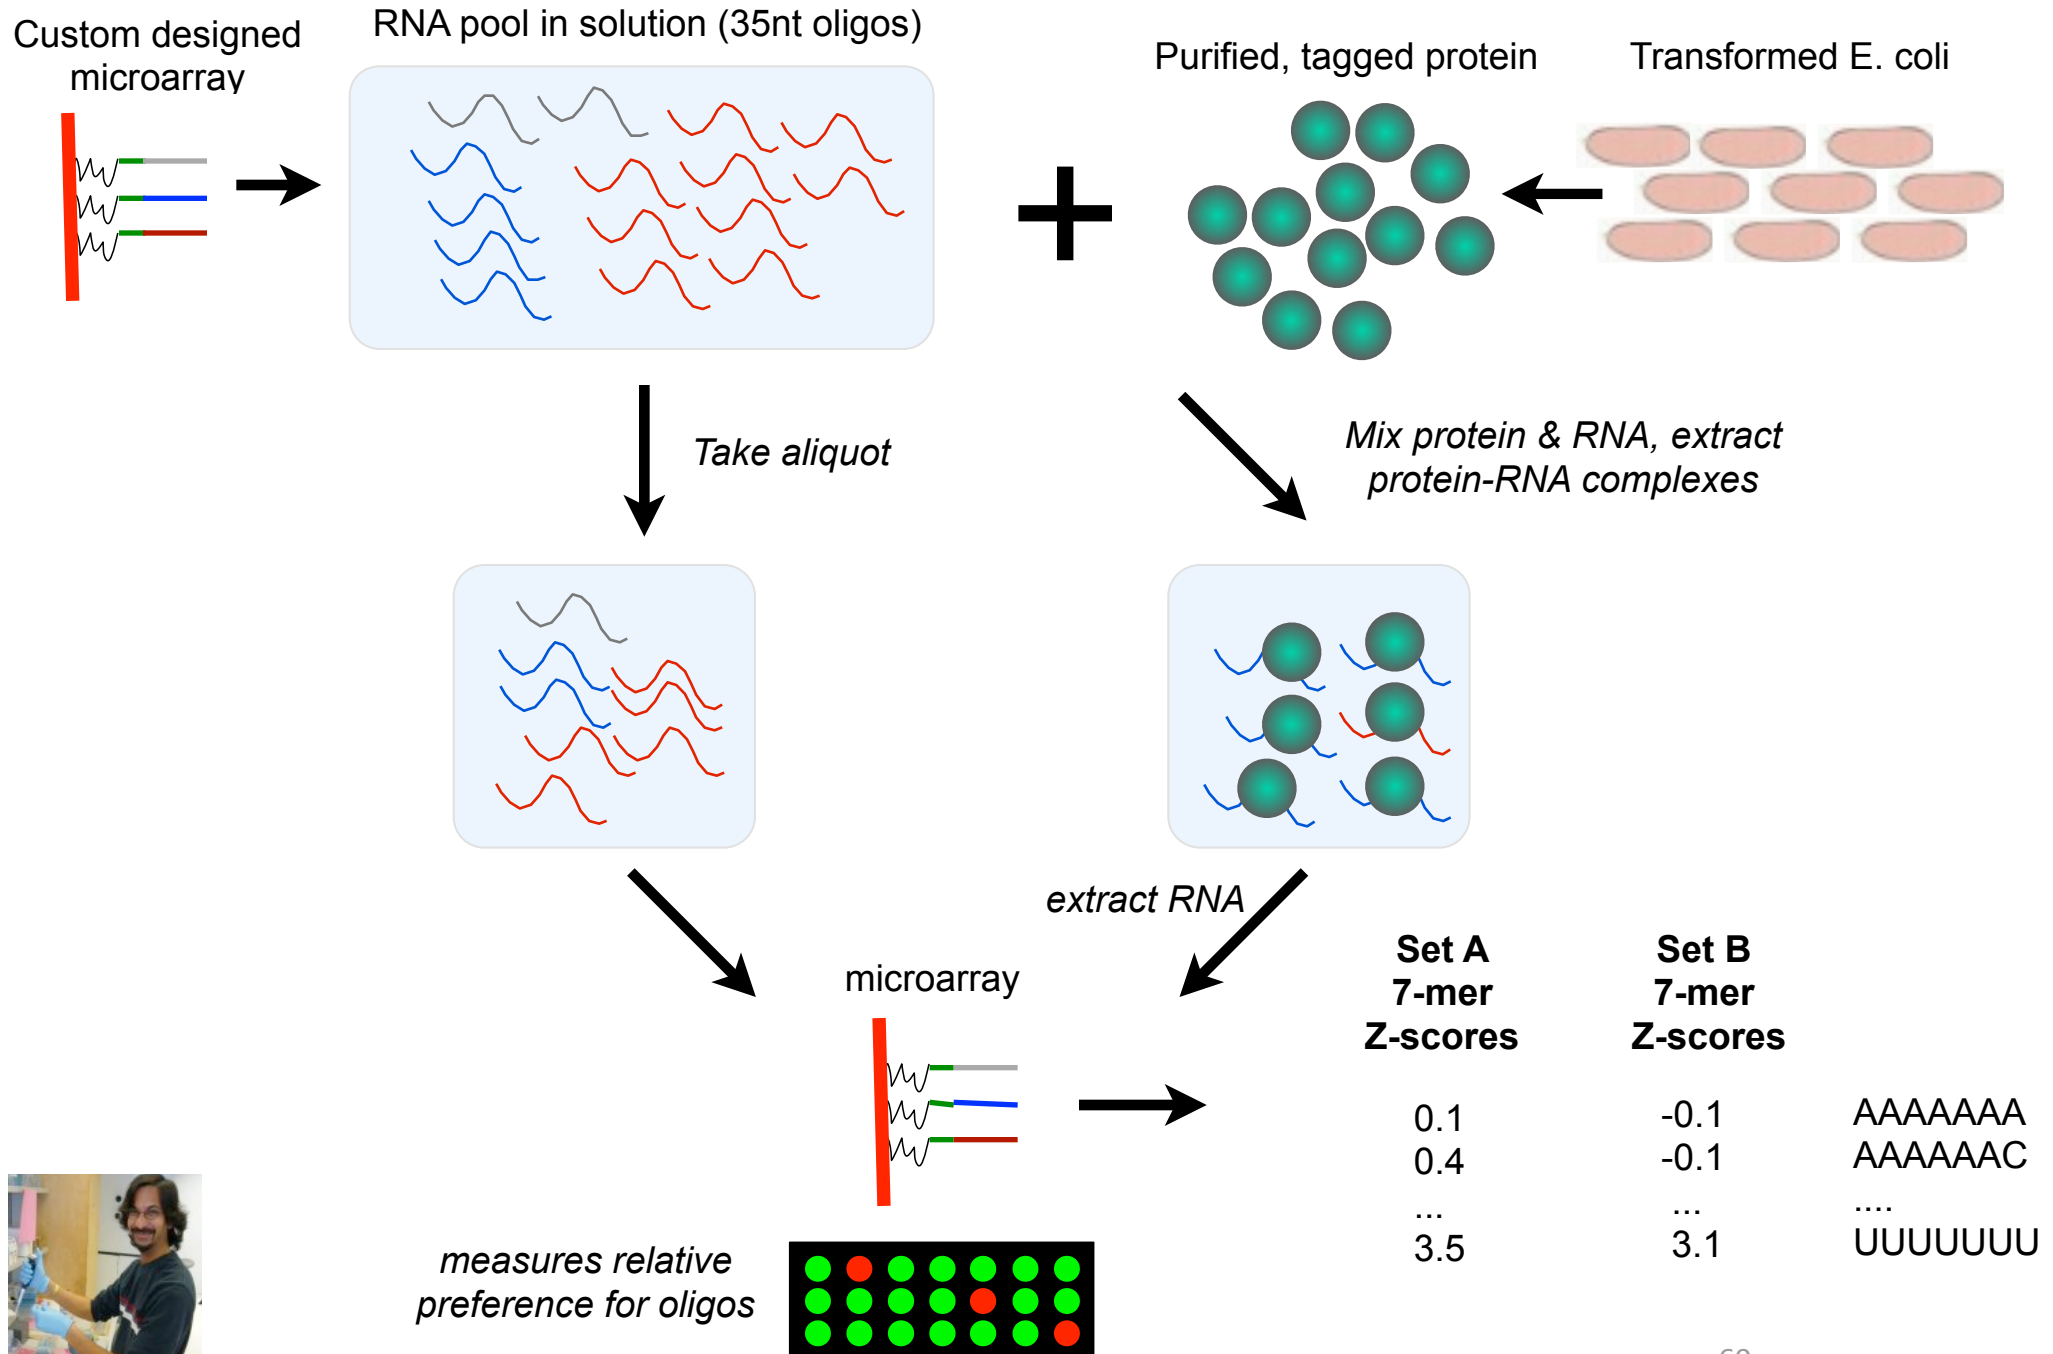 Custom designed
microarray
RNA pool in solution (35nt oligos)
Purified, tagged protein
Transformed E. coli
Take aliquot
Mix protein & RNA, extract
protein-RNA complexes
extract RNA
microarray
Set A
7-mer
Z-scores
Set B
7-mer
Z-scores
0.1 -0.1 AAAAAAA
0.4 -0.1 AAAAAAC
... ... ....
3.5 3.1 UUUUUUU
measures relative
preference for oligos